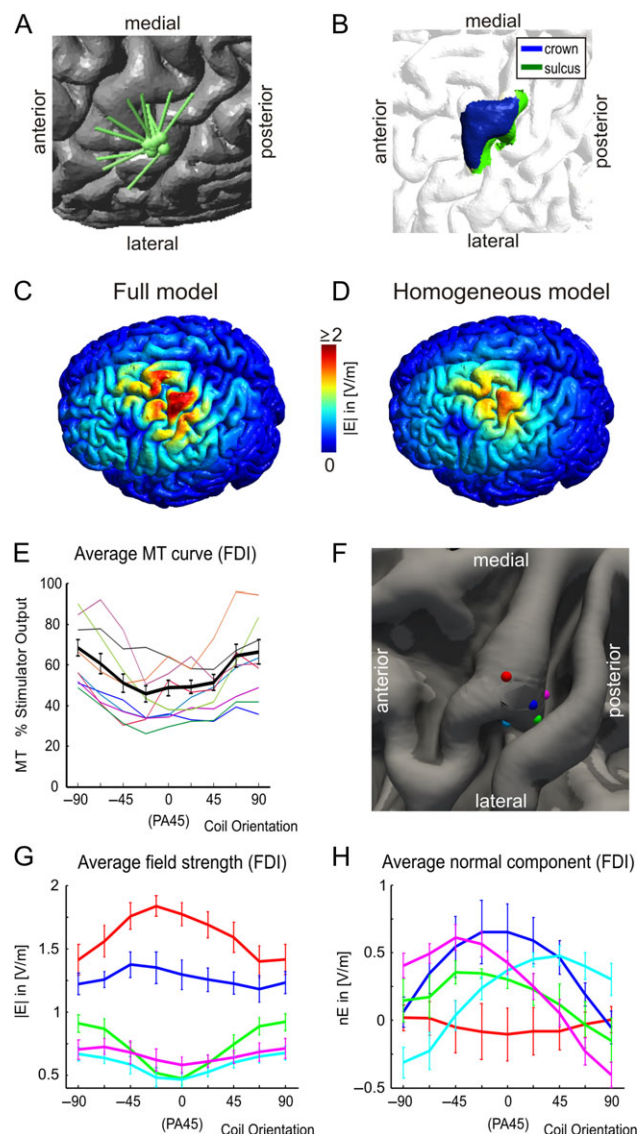 A
medial
anterior
posterior
lateral
B
medial
crown
sulcus
anterior
posterior
lateral
C
Full model
D
Homogeneous model
≥2
|E| in [V/m]
0
E
Average MT curve (FDI)
100
80
60
40
20
0
MT % Stimulator Output
−90
−45
0
45
90
(PA45)
Coil Orientation
F
medial
anterior
posterior
lateral
G
Average field strength (FDI)
2
1.5
1
0.5
|E| in [V/m]
−90
−45
0
45
90
(PA45)
Coil Orientation
H
Average normal component (FDI)
1
0.5
0
−0.5
nE in [V/m]
−90
−45
0
45
90
(PA45)
Coil Orientation